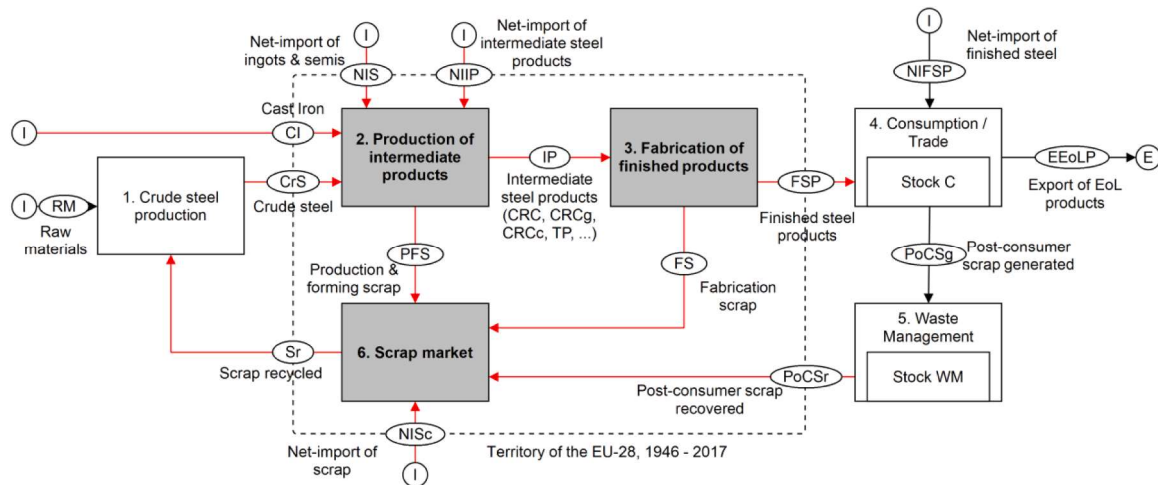 I
I
I
Net-import of
ingots & semis
Net-import of
intermediate steel
products
Net-import of
finished steel
NIS
NIIP
NIFSP
Cast Iron
I
CI
2. Production of
intermediate
products
3. Fabrication of
finished products
4. Consumption /
Trade
Stock C
IP
Intermediate
steel products
(CRC, CRCg,
CRCc, TP, ...)
EEoLP
E
Export of EoL
products
CrS
Crude steel
FSP
Finished steel
products
I
RM
Raw
materials
1. Crude steel
production
PFS
Production &
forming scrap
FS
Fabrication
scrap
PoCSg
Post-consumer
scrap generated
5. Waste
Management
Stock WM
6. Scrap market
Sr
Scrap recycled
PoCSr
Post-consumer scrap
recovered
NISc
Net-import of
scrap
I
Territory of the EU-28, 1946 - 2017